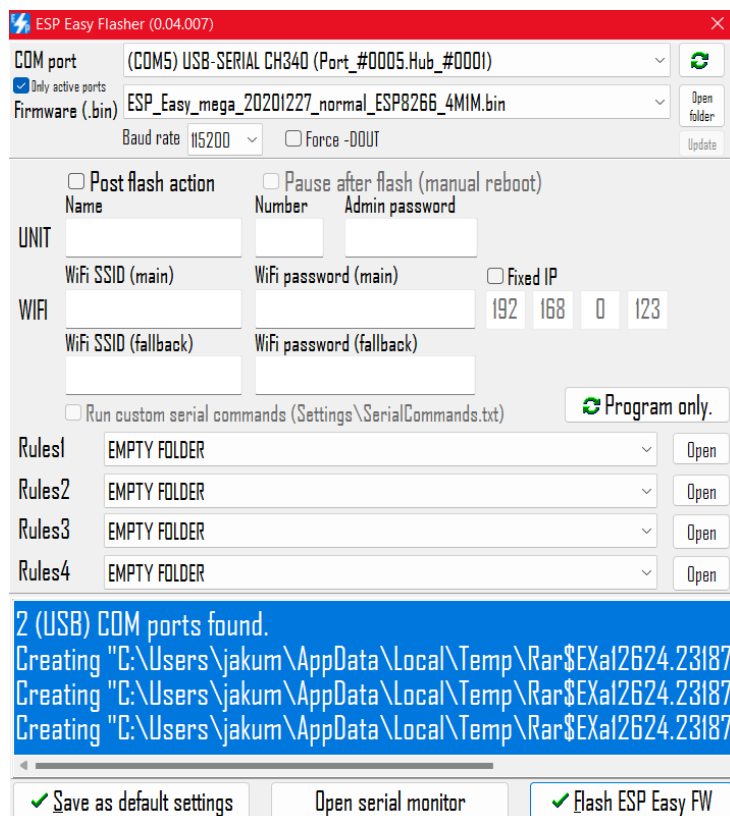 ESP Easy Flasher (0.04.007)
COM port (COM5) USB-SERIAL CH340 (Port_#0005.Hub_#0001)
Only active ports
Firmware (.bin) ESP_Easy_mega_20201227_normal_ESP8266_4M1M.bin Open folder
Baud rate 115200 Force -DOUT Update
Post flash action Pause after flash (manual reboot)
Name Number Admin password
UNIT
WiFi SSID (main) WiFi password (main) Fixed IP
WIFI 192 168 0 123
WiFi SSID (fallback) WiFi password (fallback)
Run custom serial commands (Settings\SerialCommands.txt) Program only.
Rules1 EMPTY FOLDER Open
Rules2 EMPTY FOLDER Open
Rules3 EMPTY FOLDER Open
Rules4 EMPTY FOLDER Open
2 (USB) COM ports found.
Creating "C:\Users\jakum\AppData\Local\Temp\Rar$EXa12624.23187
Creating "C:\Users\jakum\AppData\Local\Temp\Rar$EXa12624.23187
Creating "C:\Users\jakum\AppData\Local\Temp\Rar$EXa12624.23187
Save as default settings Open serial monitor Flash ESP Easy FW